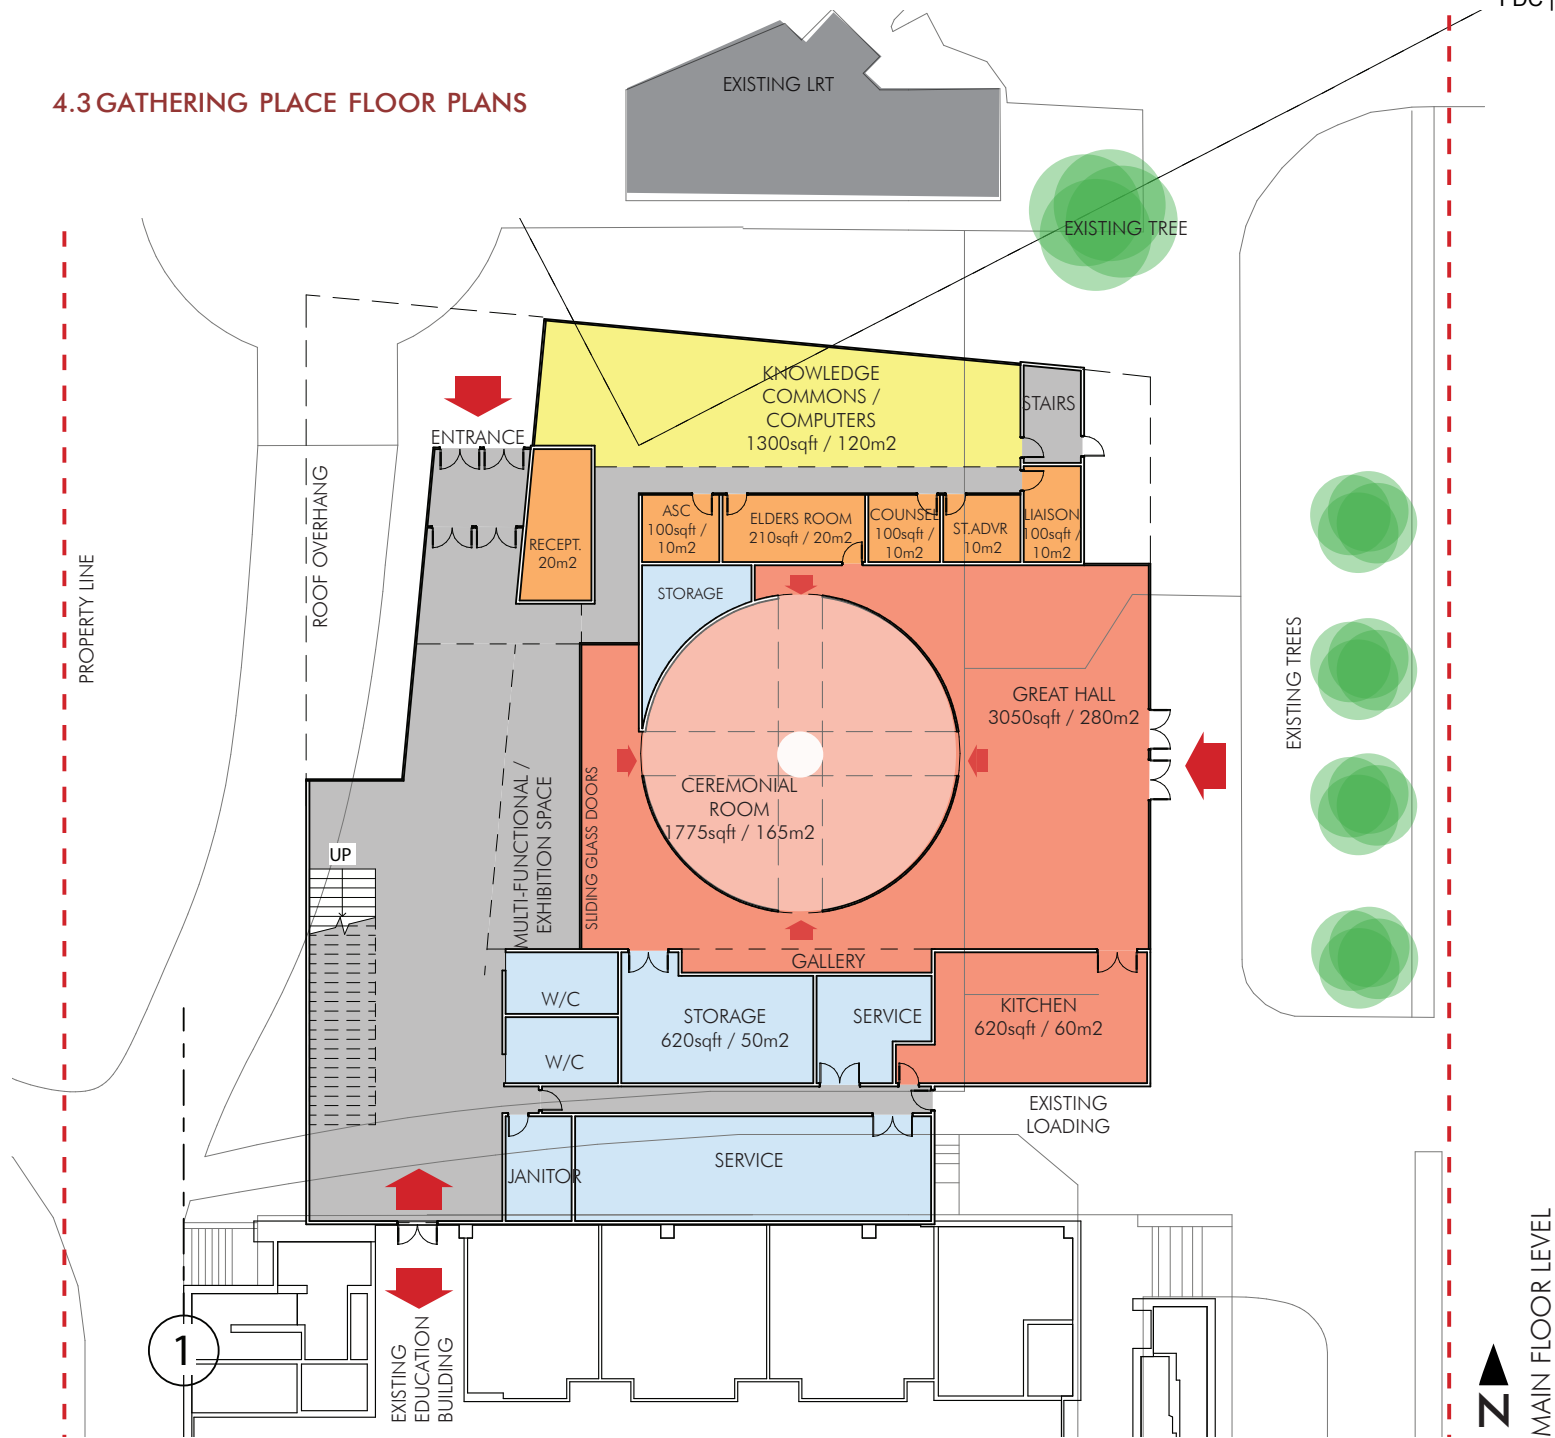 4.3 GATHERING PLACE FLOOR PLANS
EXISTING LRT
EXISTING TREE
KNOWLEDGE
COMMONS /
COMPUTERS
1300sqft / 120m2
STAIRS
ENTRANCE
ROOF OVERHANG
PROPERTY LINE
RECEPT.
20m2
ASC
100sqft /
10m2
ELDERS ROOM
210sqft / 20m2
COUNSEL
100sqft /
10m2
ST.ADVR
10m2
LIAISON
100sqft /
10m2
STORAGE
GREAT HALL
3050sqft / 280m2
EXISTING TREES
CEREMONIAL
ROOM
1775sqft / 165m2
SLIDING GLASS DOORS
MULTI-FUNCTIONAL /
EXHIBITION SPACE
UP
GALLERY
W/C
W/C
STORAGE
620sqft / 50m2
SERVICE
KITCHEN
620sqft / 60m2
EXISTING
LOADING
JANITOR
SERVICE
EXISTING
EDUCATION
BUILDING
1
N
MAIN FLOOR LEVEL